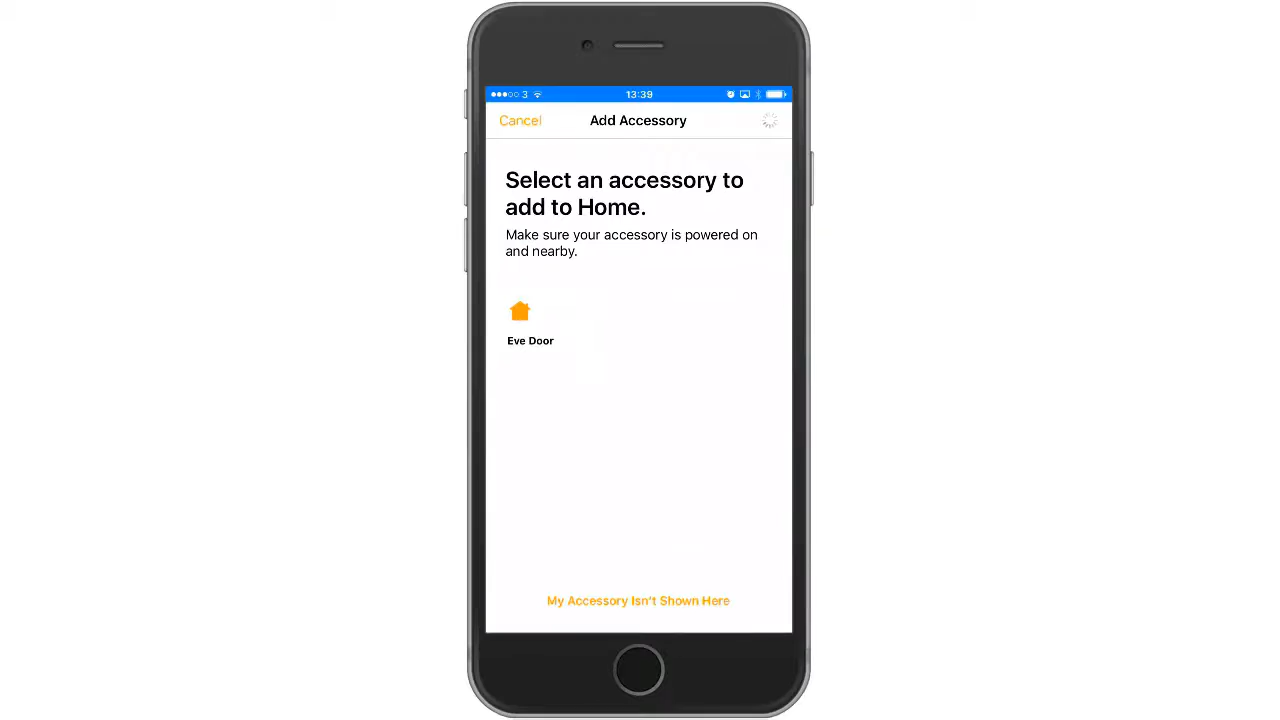 3 13:39
Cancel Add Accessory
Select an accessory to
add to Home.
Make sure your accessory is powered on
and nearby.
Eve Door
My Accessory Isn't Shown Here